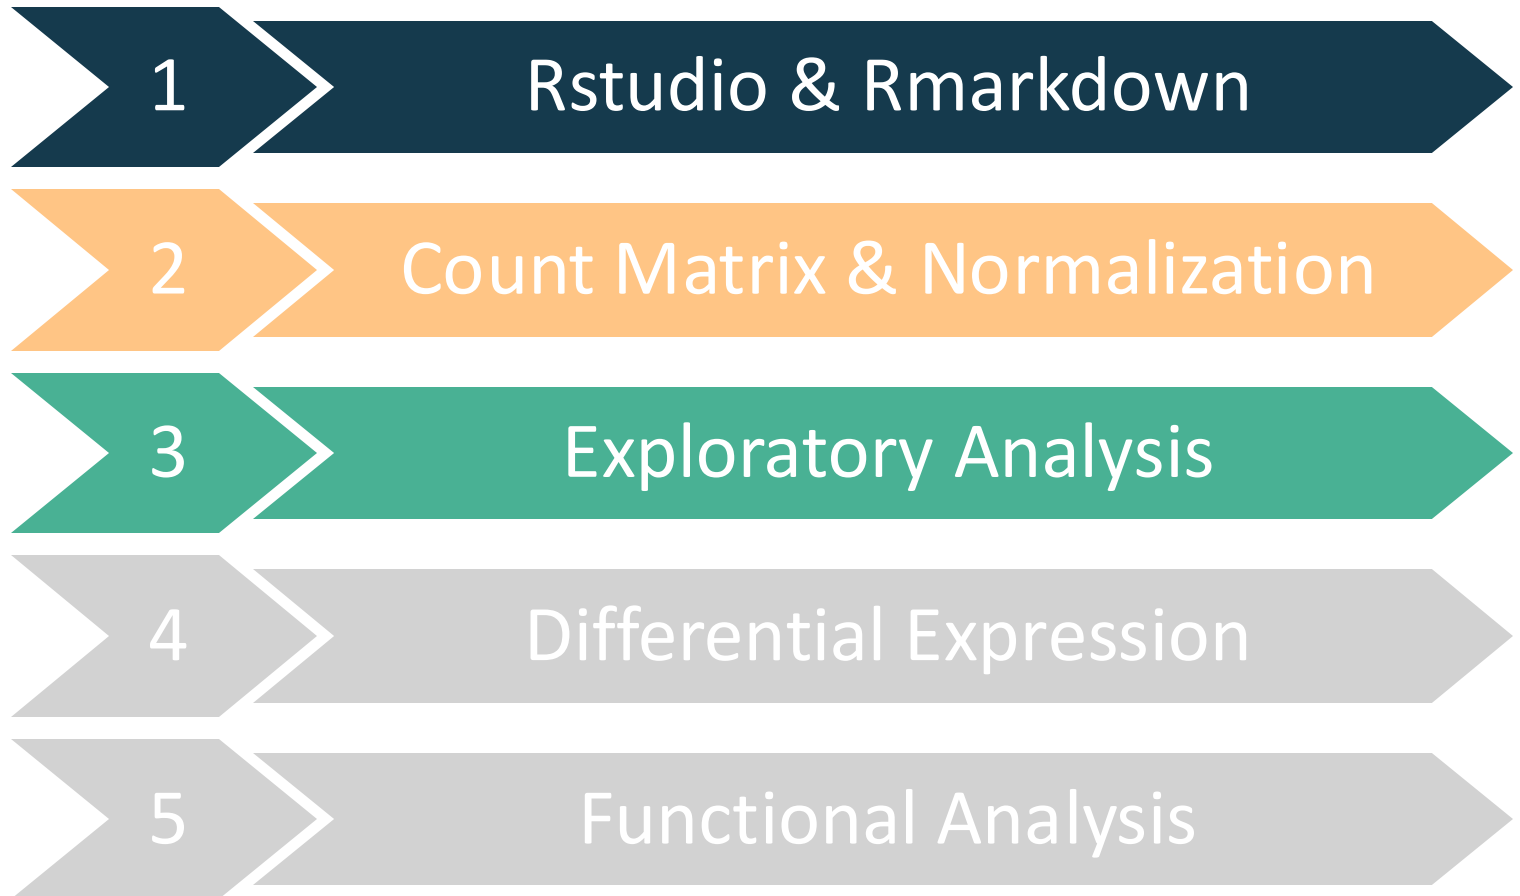 1 Rstudio & Rmarkdown
2 Count Matrix & Normalization
3 Exploratory Analysis
4 Differential Expression
5 Functional Analysis